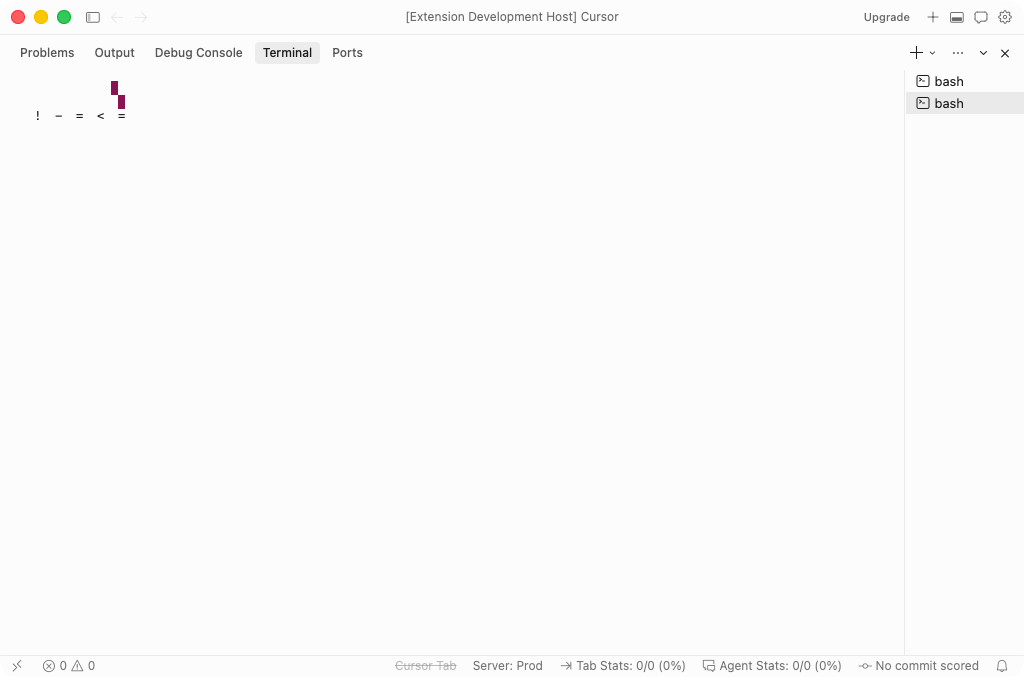 [Extension Development Host] Cursor
Upgrade
Problems Output Debug Console Terminal Ports
! - = < =
bash
bash
0 0 Cursor Tab Server: Prod Tab Stats: 0/0 (0%) Agent Stats: 0/0 (0%) No commit scored